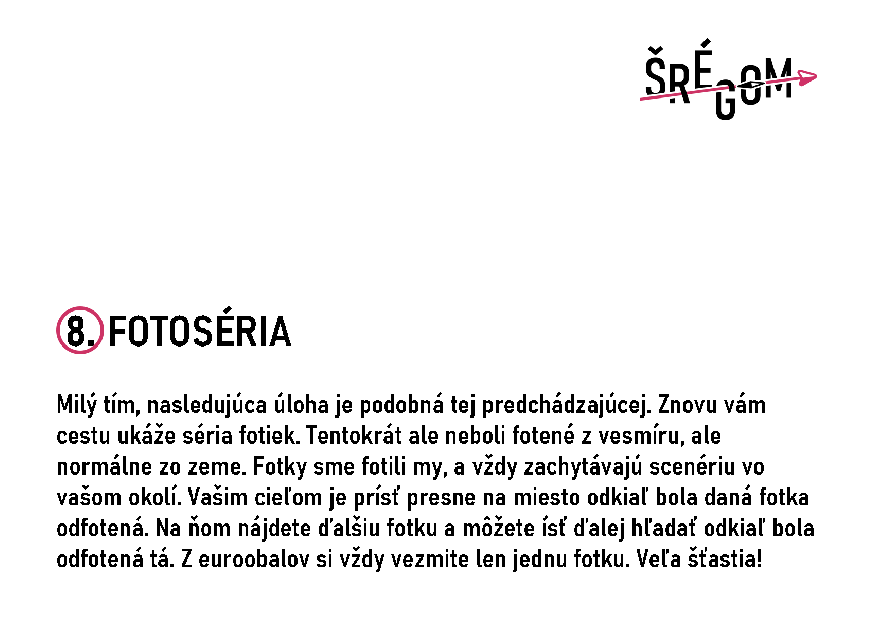 ŠRÉGOM
8. FOTOSÉRIA
Milý tím, nasledujúca úloha je podobná tej predchádzajúcej. Znovu vám
cestu ukáže séria fotiek. Tentokrát ale neboli fotené z vesmíru, ale
normálne zo zeme. Fotky sme fotili my, a vždy zachytávajú scenériu vo
vašom okolí. Vašim cieľom je prísť presne na miesto odkiaľ bola daná fotka
odfotená. Na ňom nájdete ďalšiu fotku a môžete ísť ďalej hľadať odkiaľ bola
odfotená tá. Z euroobalov si vždy vezmite len jednu fotku. Veľa šťastia!